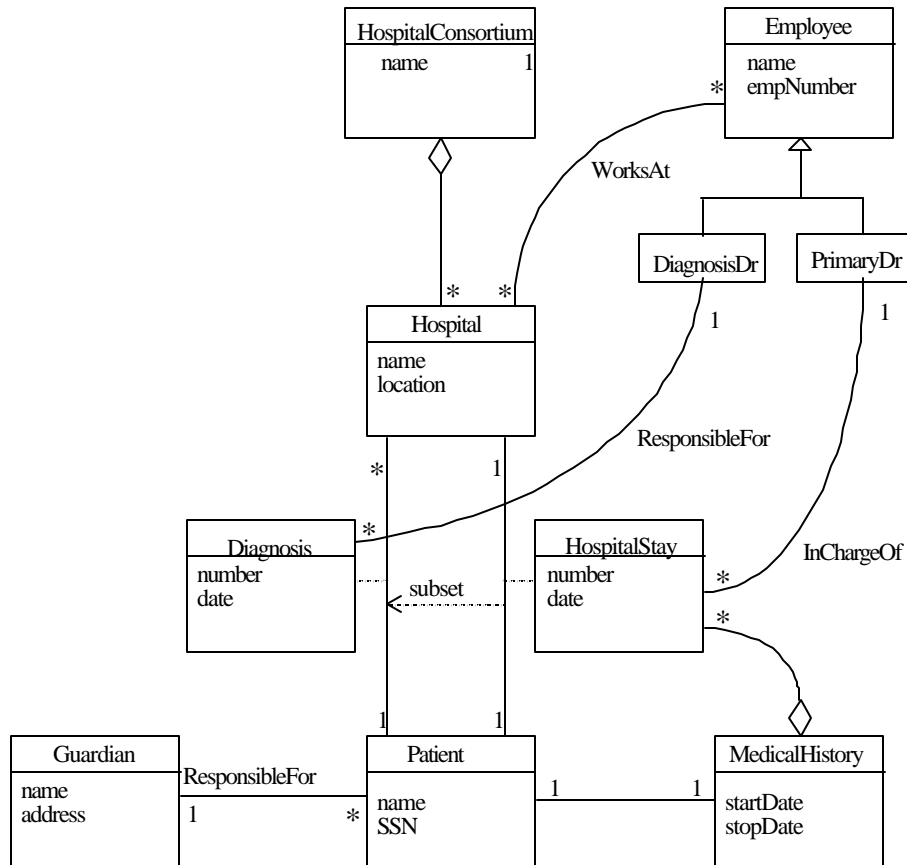 HospitalConsortium
name 1
Employee
name
empNumber
*
WorksAt
DiagnosisDr
PrimaryDr
*
*
1
1
Hospital
name
location
ResponsibleFor
*
1
Diagnosis
number
date
*
HospitalStay
number
date
InChargeOf
*
*
subset
1
1
Guardian
name
address
ResponsibleFor
1
*
Patient
name
SSN
1
1
MedicalHistory
startDate
stopDate